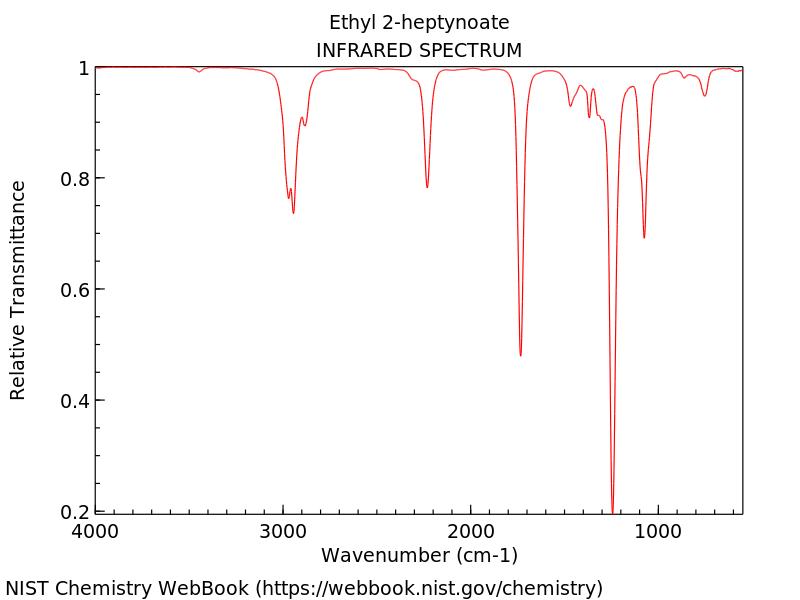 Ethyl 2-heptynoate
INFRARED SPECTRUM
Relative Transmittance
1
0.8
0.6
0.4
0.2
4000 3000 2000 1000
Wavenumber (cm-1)
NIST Chemistry WebBook (https://webbook.nist.gov/chemistry)